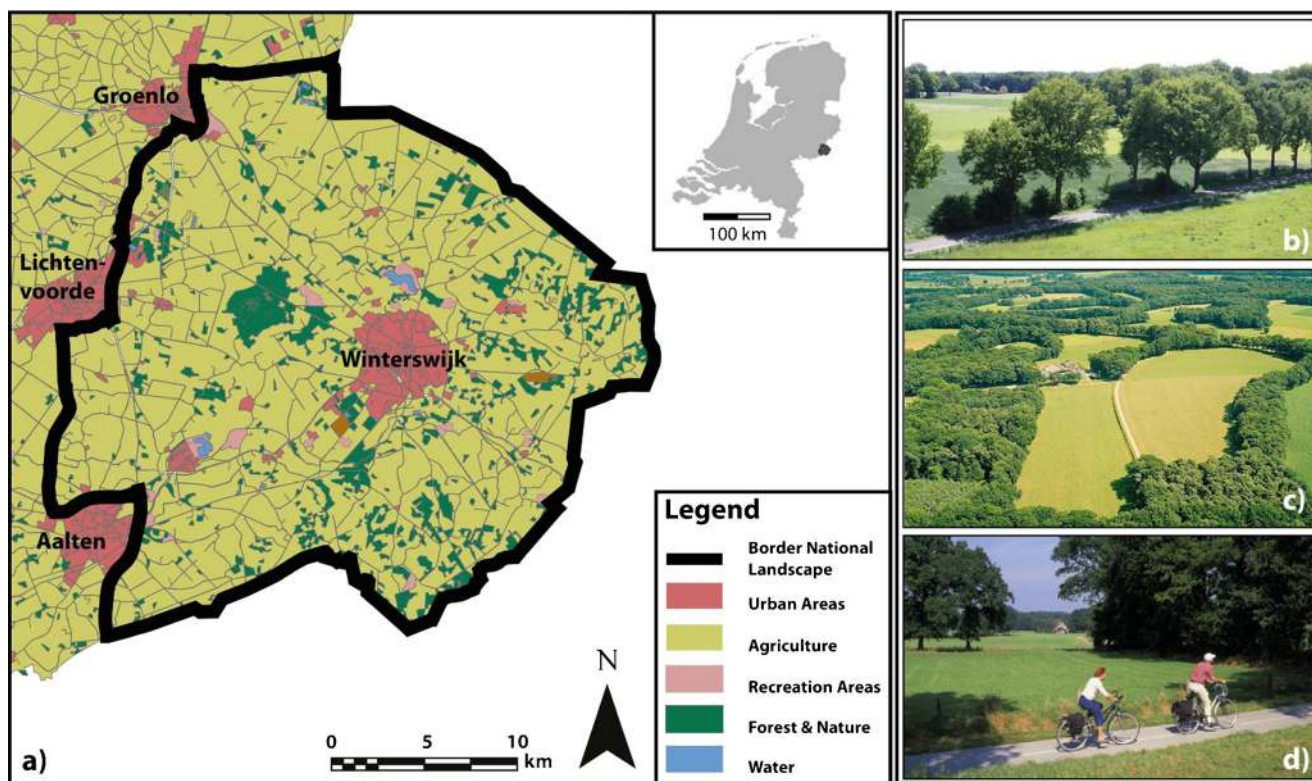 Groenlo
Lichten-
voorde
Winterswijk
Aalten
a)
0 5 10
km
N
100 km
Legend
Border National
Landscape
Urban Areas
Agriculture
Recreation Areas
Forest & Nature
Water
b)
c)
d)